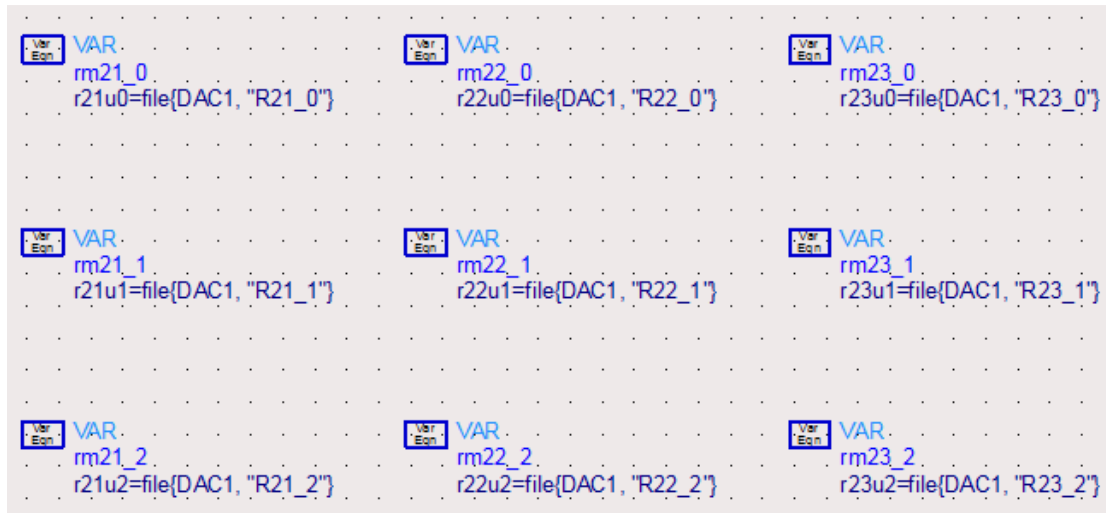 Var Eqn VAR
rm21_0
r21u0=file{DAC1, "R21_0"}
Var Eqn VAR
rm22_0
r22u0=file{DAC1, "R22_0"}
Var Eqn VAR
rm23_0
r23u0=file{DAC1, "R23_0"}
Var Eqn VAR
rm21_1
r21u1=file{DAC1, "R21_1"}
Var Eqn VAR
rm22_1
r22u1=file{DAC1, "R22_1"}
Var Eqn VAR
rm23_1
r23u1=file{DAC1, "R23_1"}
Var Eqn VAR
rm21_2
r21u2=file{DAC1, "R21_2"}
Var Eqn VAR
rm22_2
r22u2=file{DAC1, "R22_2"}
Var Eqn VAR
rm23_2
r23u2=file{DAC1, "R23_2"}